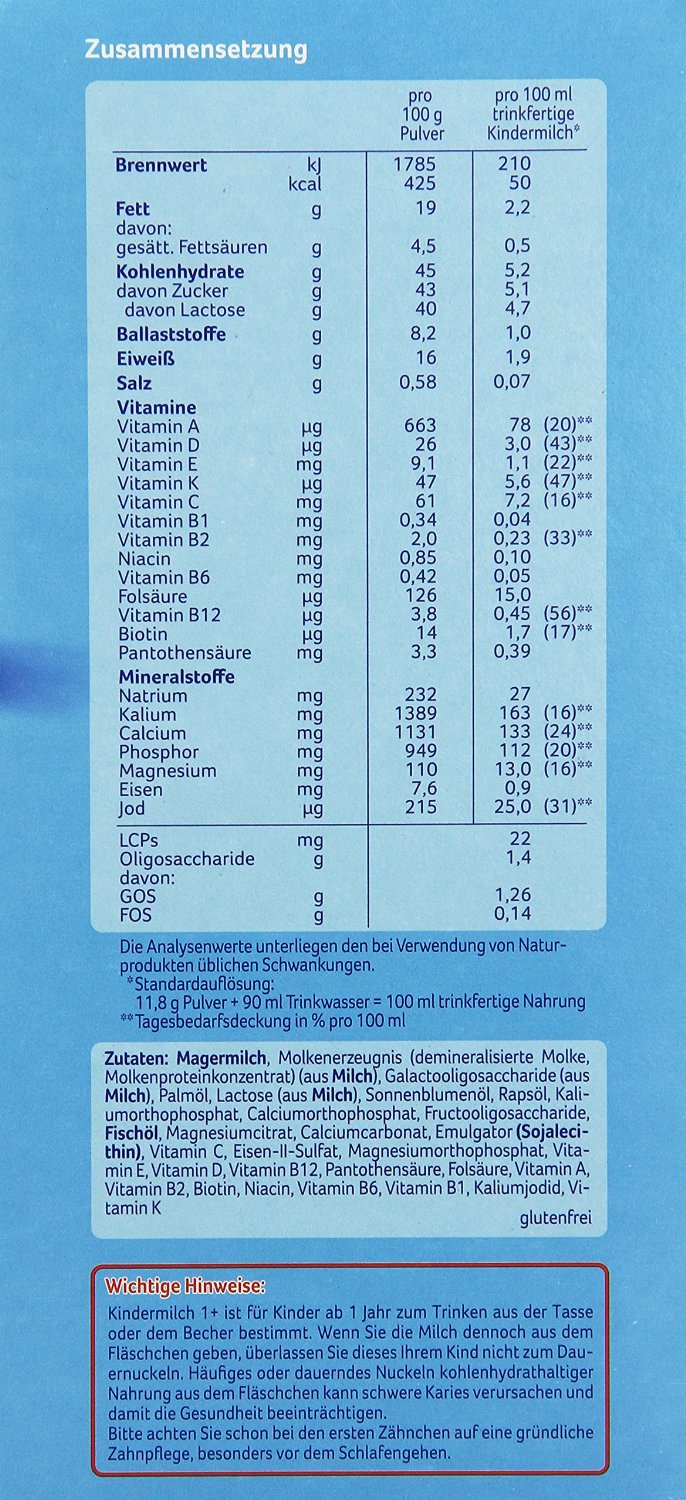 Zusammensetzung
pro 100 g Pulver pro 100 ml trinkfertige Kindermilch*
Brennwert kJ 1785 210
kcal 425 50
Fett g 19 2,2
davon:
gesätt. Fettsäuren g 4,5 0,5
Kohlenhydrate g 45 5,2
davon Zucker g 43 5,1
davon Lactose g 40 4,7
Ballaststoffe g 8,2 1,0
Eiweiß g 16 1,9
Salz g 0,58 0,07
Vitamine
Vitamin A µg 663 78 (20)**
Vitamin D µg 26 3,0 (43)**
Vitamin E mg 9,1 1,1 (22)**
Vitamin K µg 47 5,6 (47)**
Vitamin C mg 61 7,2 (16)**
Vitamin B1 mg 0,34 0,04
Vitamin B2 mg 2,0 0,23 (33)**
Niacin mg 0,85 0,10
Vitamin B6 mg 0,42 0,05
Folsäure µg 126 15,0
Vitamin B12 µg 3,8 0,45 (56)**
Biotin µg 14 1,7 (17)**
Pantothensäure mg 3,3 0,39
Mineralstoffe
Natrium mg 232 27
Kalium mg 1389 163 (16)**
Calcium mg 1131 133 (24)**
Phosphor mg 949 112 (20)**
Magnesium mg 110 13,0 (16)**
Eisen mg 7,6 0,9
Jod µg 215 25,0 (31)**
LCPs mg 22
Oligosaccharide g 1,4
davon:
GOS g 1,26
FOS g 0,14
Die Analysenwerte unterliegen den bei Verwendung von Natur-
produkten üblichen Schwankungen.
*Standardauflösung:
11,8 g Pulver + 90 ml Trinkwasser = 100 ml trinkfertige Nahrung
**Tagesbedarfsdeckung in % pro 100 ml
Zutaten: Magermilch, Molkenerzeugnis (demineralisierte Molke,
Molkenproteinkonzentrat) (aus Milch), Galactooligosaccharide (aus
Milch), Palmöl, Lactose (aus Milch), Sonnenblumenöl, Rapsöl, Kali-
umorthophosphat, Calciumorthophosphat, Fructooligosaccharide,
Fischöl, Magnesiumcitrat, Calciumcarbonat, Emulgator (Sojaleci-
thin), Vitamin C, Eisen-II-Sulfat, Magnesiumorthophosphat, Vita-
min E, Vitamin D, Vitamin B12, Pantothensäure, Folsäure, Vitamin A,
Vitamin B2, Biotin, Niacin, Vitamin B6, Vitamin B1, Kaliumjodid, Vi-
tamin K
glutenfrei
Wichtige Hinweise:
Kindermilch 1+ ist für Kinder ab 1 Jahr zum Trinken aus der Tasse
oder dem Becher bestimmt. Wenn Sie die Milch dennoch aus dem
Fläschchen geben, überlassen Sie dieses Ihrem Kind nicht zum Dau-
ernuckeln. Häufiges oder dauerndes Nuckeln kohlenhydrathaltiger
Nahrung aus dem Fläschchen kann schwere Karies verursachen und
damit die Gesundheit beeinträchtigen.
Bitte achten Sie schon bei den ersten Zähnchen auf eine gründliche
Zahnpflege, besonders vor dem Schlafengehen.